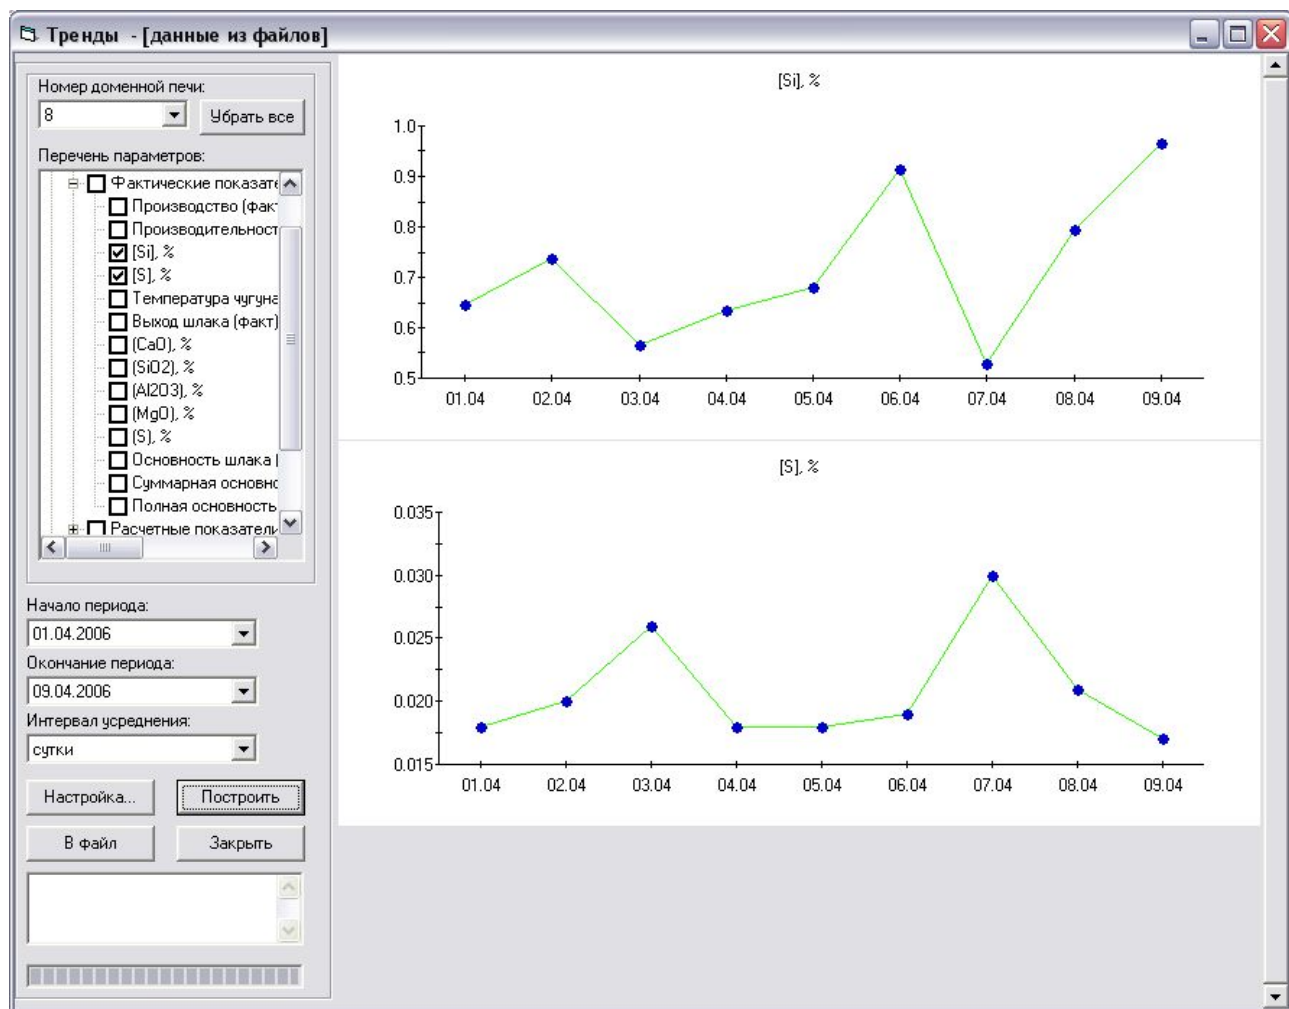 Тренды - [данные из файлов]
Номер доменной печи:
8
Убрать все
Перечень параметров:
Фактические показате
Производство (фак
Производительност
[Si], %
[S], %
Температура чугуна
Выход шлака (факт)
(CaO), %
(SiO2), %
(Al2O3), %
(MgO), %
(S), %
Основность шлака (
Суммарная основно
Полная основность
Расчетные показатели
Начало периода:
01.04.2006
Окончание периода:
09.04.2006
Интервал усреднения:
сутки
Настройка...
Построить
В файл
Закрыть
[Si], %
1.0
0.9
0.8
0.7
0.6
0.5
01.04 02.04 03.04 04.04 05.04 06.04 07.04 08.04 09.04
[S], %
0.035
0.030
0.025
0.020
0.015
01.04 02.04 03.04 04.04 05.04 06.04 07.04 08.04 09.04